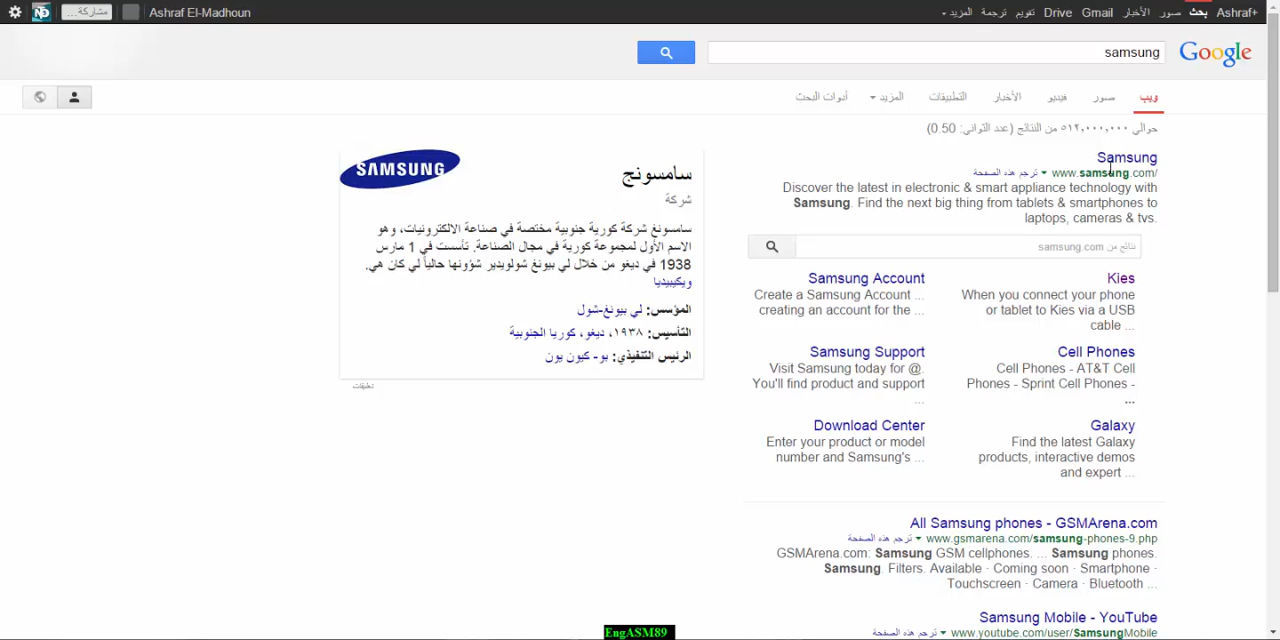 Ashraf+ بحث صور الأخبار Gmail Drive تقويم ترجمة المزيد
مشاركة... Ashraf El-Madhoun
Google
samsung
ويب صور فيديو الأخبار التطبيقات المزيد أدوات البحث
حوالي ٥١٢,٠٠٠,٠٠٠ من النتائج (عدد الثواني: 0.50)
Samsung
www.samsung.com/ ترجم هذه الصفحة
Discover the latest in electronic & smart appliance technology with
Samsung. Find the next big thing from tablets & smartphones to
laptops, cameras & tvs.
نتائج من samsung.com
Kies
When you connect your phone
or tablet to Kies via a USB
cable ...
Samsung Account
Create a Samsung Account ...
creating an account for the ...
Cell Phones
Cell Phones - AT&T Cell
Phones - Sprint Cell Phones -
...
Samsung Support
Visit Samsung today for @.
You'll find product and support
...
Galaxy
Find the latest Galaxy
products, interactive demos
and expert ...
Download Center
Enter your product or model
number and Samsung's ...
All Samsung phones - GSMArena.com
www.gsmarena.com/samsung-phones-9.php ترجم هذه الصفحة
GSMArena.com: Samsung GSM cellphones. ... Samsung phones.
Samsung. Filters. Available · Coming soon · Smartphone ·
Touchscreen · Camera · Bluetooth ...
Samsung Mobile - YouTube
www.youtube.com/user/SamsungMobile ترجم هذه الصفحة
SAMSUNG
سامسونج
شركة
سامسونغ شركة كورية جنوبية مختصة في صناعة الالكترونيات، وهو
الاسم الأول لمجموعة كورية في مجال الصناعة. تأسست في 1 مارس
1938 في ديغو من خلال لي بيونغ شولويدير شؤونها حالياً لي كان هي.
ويكيبيديا
المؤسس: لي بيونغ-شول
التأسيس: ١٩٣٨، ديغو، كوريا الجنوبية
الرئيس التنفيذي: بو- كيون يون
تعليقات
EngASM89